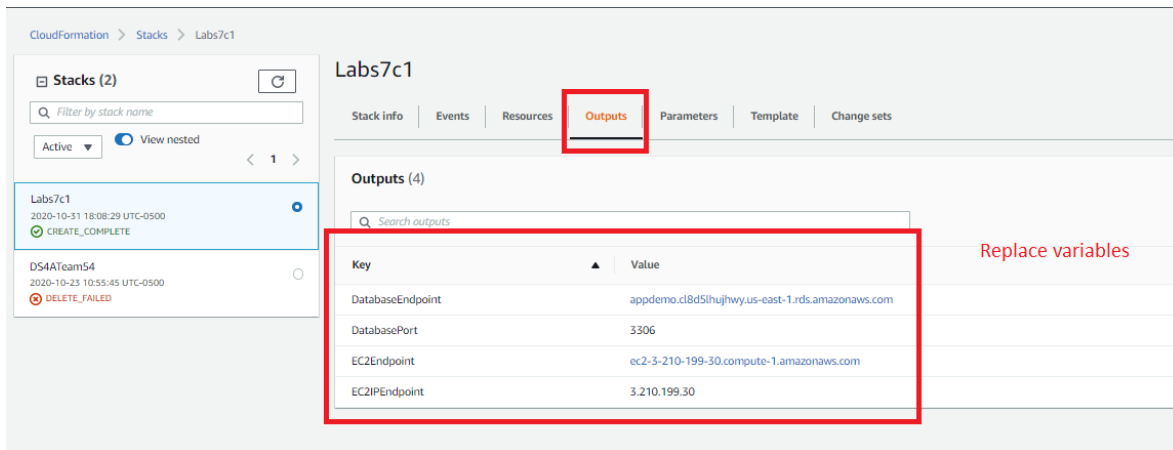 CloudFormation > Stacks > Labs7c1
Stacks (2)
Filter by stack name
Active
View nested
< 1 >
Labs7c1
2020-10-31 18:08:29 UTC-0500
CREATE_COMPLETE
DS4ATeam54
2020-10-23 10:55:45 UTC-0500
DELETE_FAILED
Labs7c1
Stack info Events Resources Outputs Parameters Template Change sets
Outputs (4)
Search outputs
Key Value
DatabaseEndpoint appdemo.cl8d5lhujhwy.us-east-1.rds.amazonaws.com
DatabasePort 3306
EC2Endpoint ec2-3-210-199-30.compute-1.amazonaws.com
EC2IPEndpoint 3.210.199.30
Replace variables